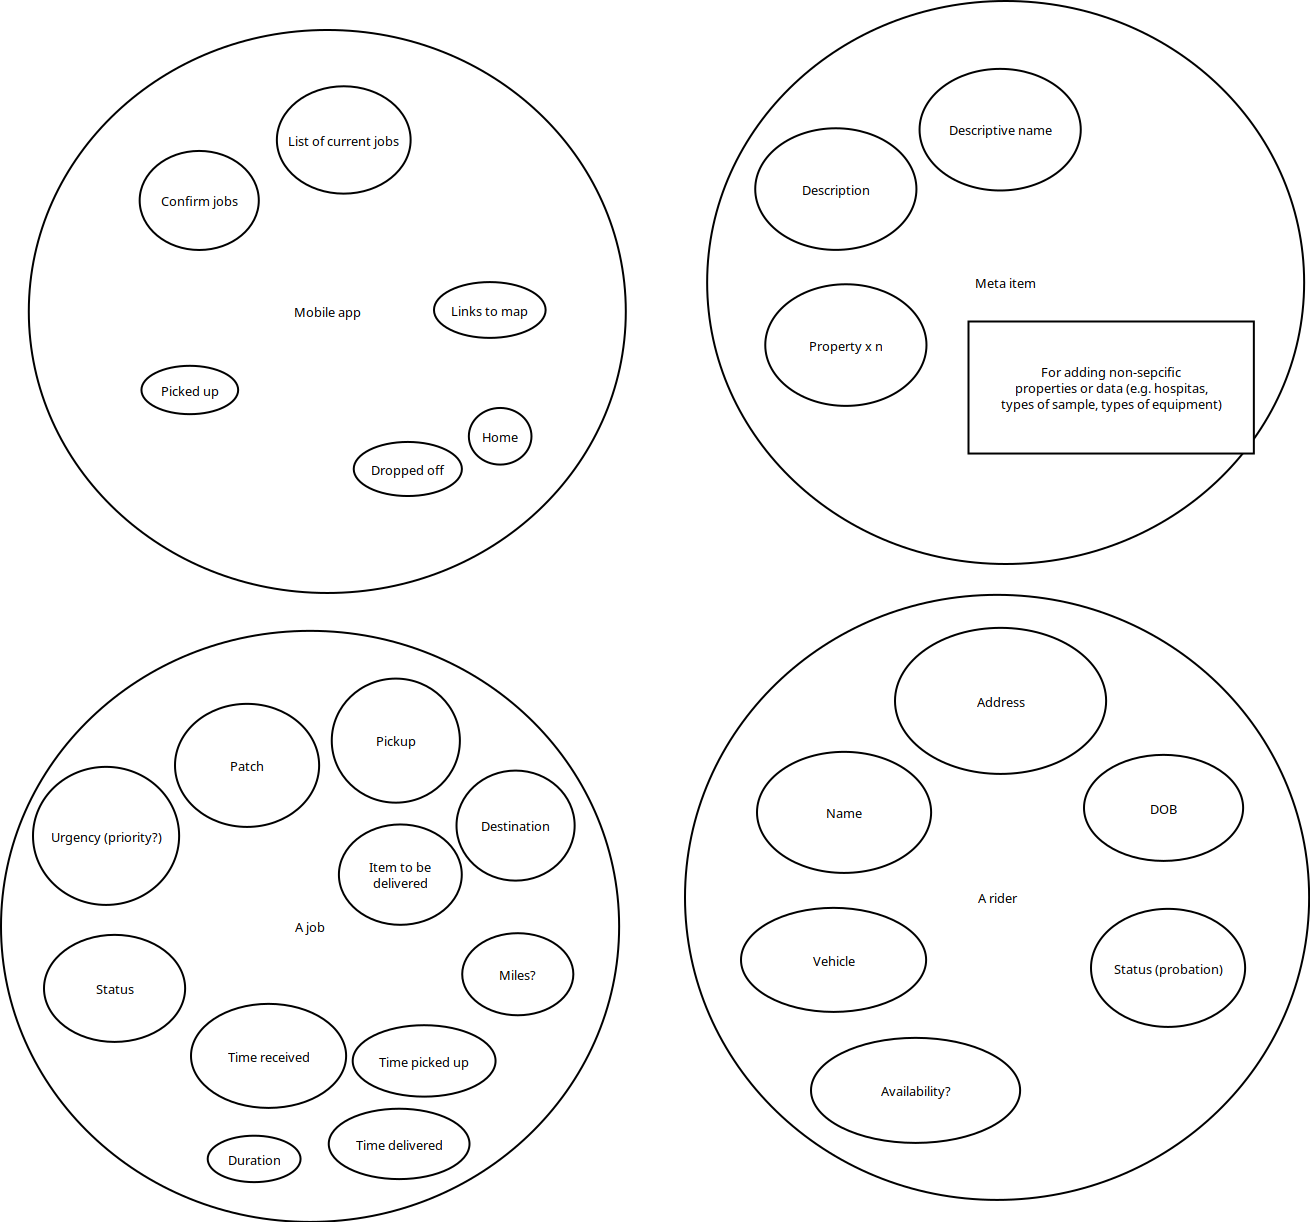 List of current jobs
Confirm jobs
Mobile app
Links to map
Picked up
Home
Dropped off
Descriptive name
Description
Meta item
Property x n
For adding non-sepcific
properties or data (e.g. hospitas,
types of sample, types of equipment)
Pickup
Patch
Urgency (priority?)
Destination
Item to be
delivered
A job
Miles?
Status
Time received
Time picked up
Time delivered
Duration
Address
Name
DOB
A rider
Vehicle
Status (probation)
Availability?